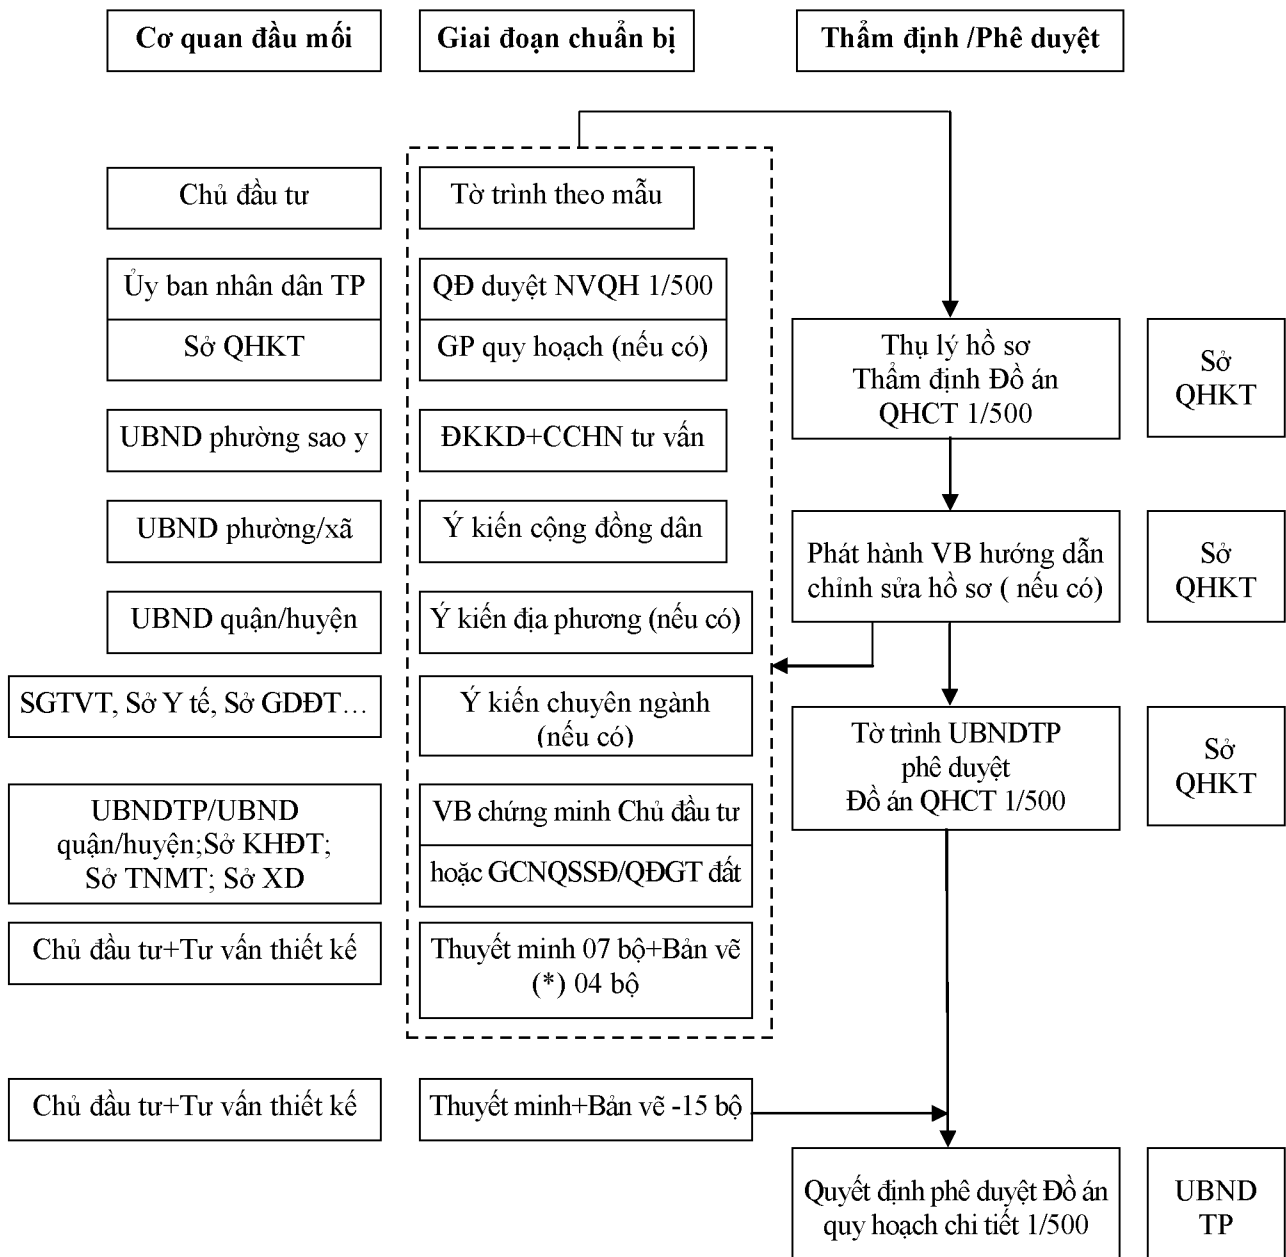 Cơ quan đầu mối
Giai đoạn chuẩn bị
Thẩm định /Phê duyệt
Chủ đầu tư
Tờ trình theo mẫu
Ủy ban nhân dân TP
QĐ duyệt NVQH 1/500
Sở QHKT
GP quy hoạch (nếu có)
Thụ lý hồ sơ
Thẩm định Đồ án
QHCT 1/500
Sở
QHKT
UBND phường sao y
ĐKKD+CCHN tư vấn
UBND phường/xã
Ý kiến cộng đồng dân
Phát hành VB hướng dẫn
chỉnh sửa hồ sơ ( nếu có)
Sở
QHKT
UBND quận/huyện
Ý kiến địa phương (nếu có)
SGTVT, Sở Y tế, Sở GDĐT…
Ý kiến chuyên ngành
(nếu có)
Tờ trình UBNDTP
phê duyệt
Đồ án QHCT 1/500
Sở
QHKT
UBNDTP/UBND
quận/huyện;Sở KHĐT;
Sở TNMT; Sở XD
VB chứng minh Chủ đầu tư
hoặc GCNQSSĐ/QĐGT đất
Chủ đầu tư+Tư vấn thiết kế
Thuyết minh 07 bộ+Bản vẽ
(*) 04 bộ
Chủ đầu tư+Tư vấn thiết kế
Thuyết minh+Bản vẽ -15 bộ
Quyết định phê duyệt Đồ án
quy hoạch chi tiết 1/500
UBND
TP